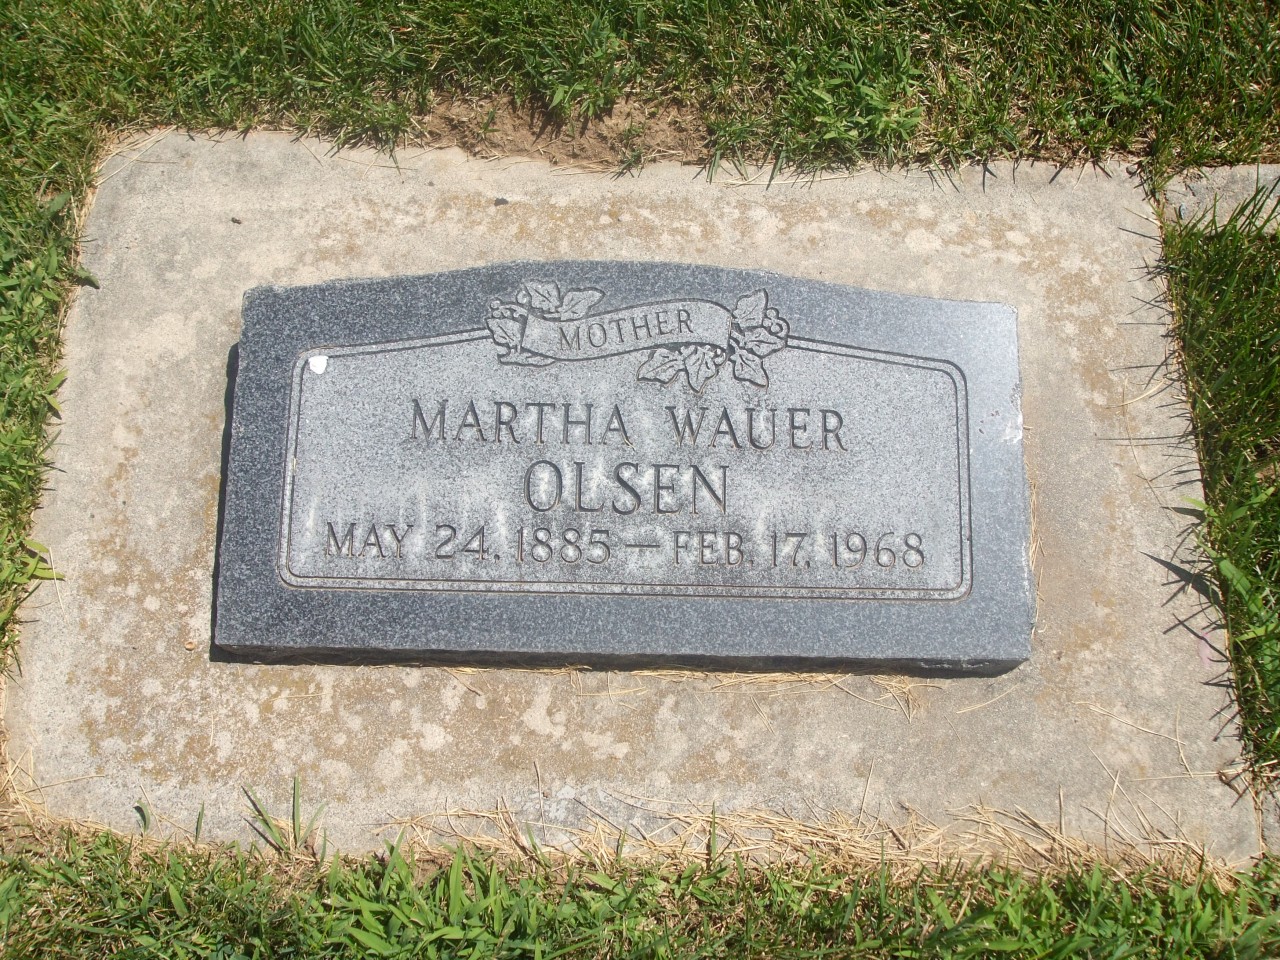 MOTHER
MARTHA WAUER
OLSEN
MAY 24, 1885 — FEB. 17, 1968